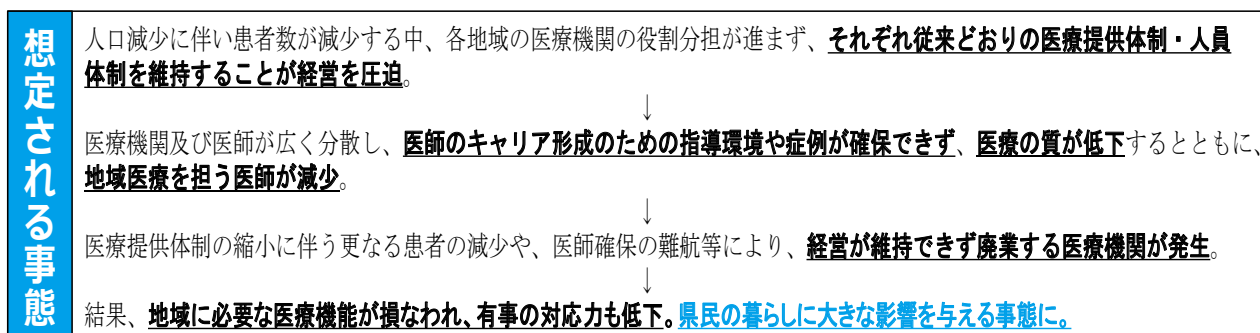 想定される事態
人口減少に伴い患者数が減少する中、各地域の医療機関の役割分担が進まず、それぞれ従来どおりの医療提供体制・人員
体制を維持することが経営を圧迫。
↓
医療機関及び医師が広く分散し、医師のキャリア形成のための指導環境や症例が確保できず、医療の質が低下するとともに、
地域医療を担う医師が減少。
↓
医療提供体制の縮小に伴う更なる患者の減少や、医師確保の難航等により、経営が維持できず廃業する医療機関が発生。
↓
結果、地域に必要な医療機能が損なわれ、有事の対応力も低下。県民の暮らしに大きな影響を与える事態に。